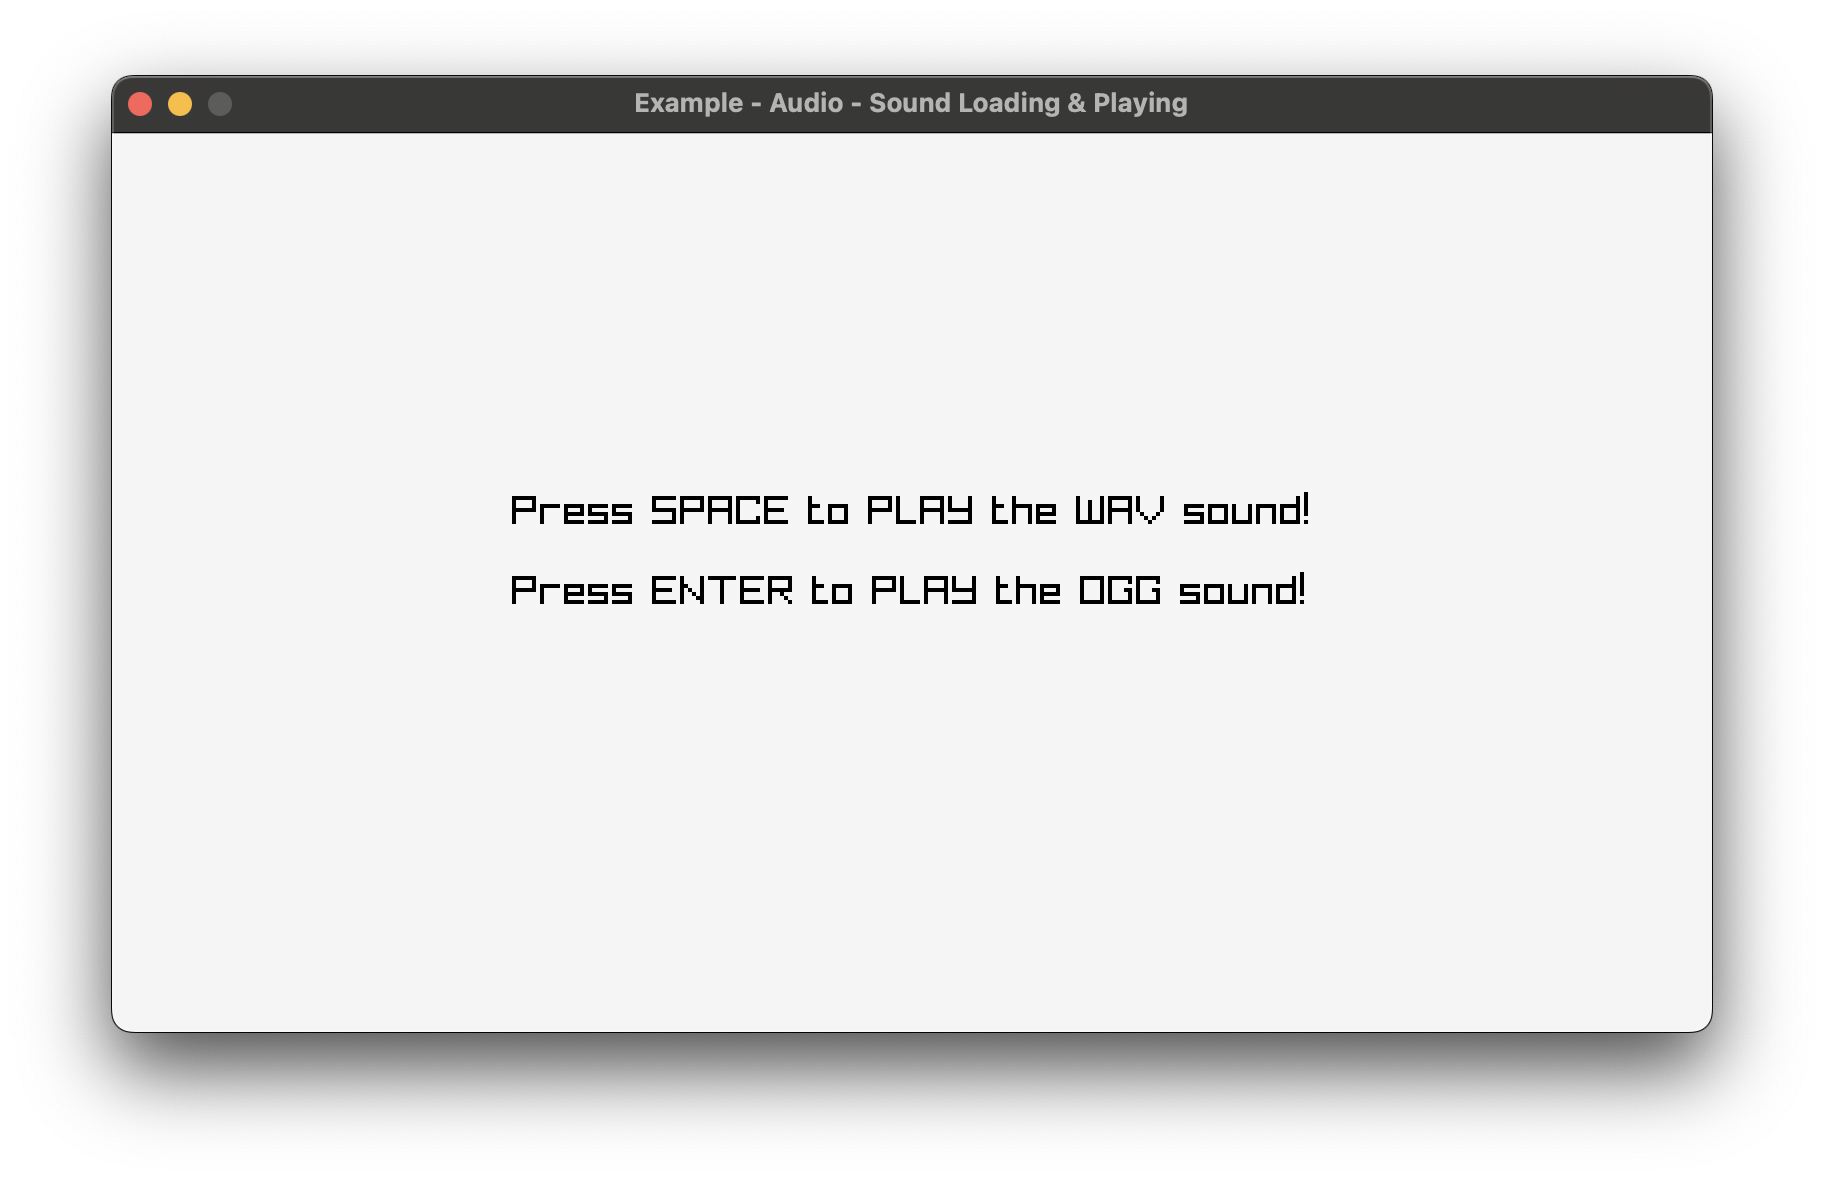 Example - Audio - Sound Loading & Playing
Press SPACE to PLAY the WAV sound!
Press ENTER to PLAY the OGG sound!